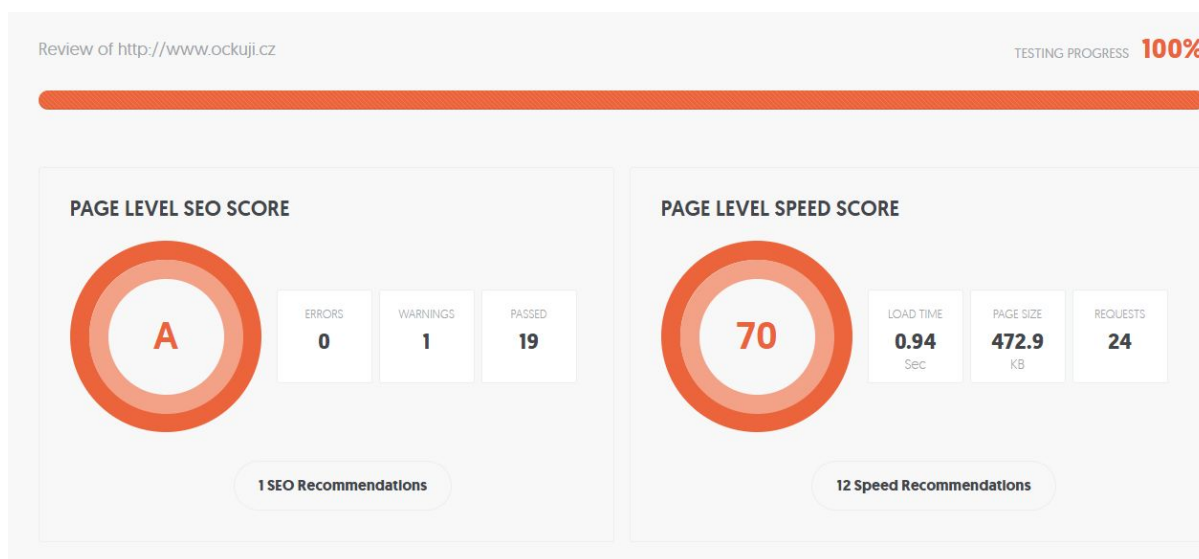 Review of http://www.ockuji.cz
TESTING PROGRESS 100%
PAGE LEVEL SEO SCORE
A
ERRORS
0
WARNINGS
1
PASSED
19
1 SEO Recommendations
PAGE LEVEL SPEED SCORE
70
LOAD TIME
0.94
Sec
PAGE SIZE
472.9
KB
REQUESTS
24
12 Speed Recommendations